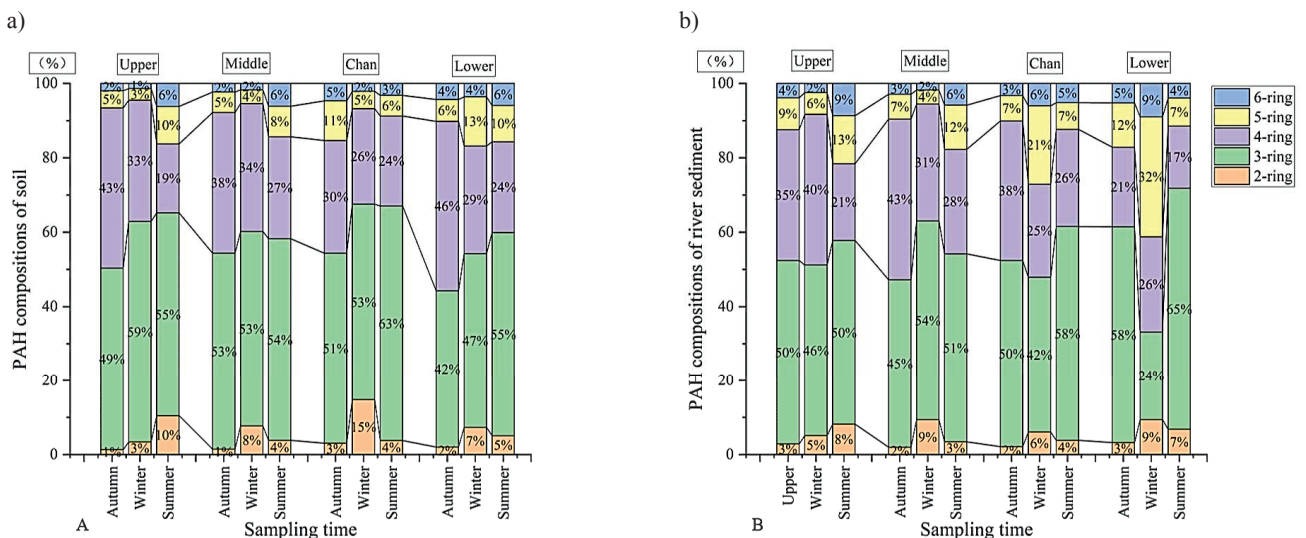 a)
(%)
Upper
Middle
Chan
Lower
PAH compositions of soil
100
80
60
40
20
0
2% 1% 6% 2% 2% 6% 5% 2% 3% 4% 4% 6%
5% 3% 10% 5% 4% 8% 11% 5% 6% 6% 13% 10%
43% 33% 19% 38% 34% 27% 30% 26% 24% 46% 29% 24%
49% 59% 55% 53% 53% 54% 51% 53% 63% 42% 47% 55%
1% 3% 10% 1% 8% 4% 3% 15% 4% 2% 7% 5%
Autumn Winter Summer Autumn Winter Summer Autumn Winter Summer Autumn Winter Summer
A
Sampling time
b)
(%)
Upper
Middle
Chan
Lower
PAH compositions of river sediment
100
80
60
40
20
0
4% 2% 9% 3% 2% 6% 3% 6% 5% 5% 9% 4%
9% 6% 13% 7% 4% 12% 7% 21% 7% 12% 32% 7%
35% 40% 21% 43% 31% 28% 38% 25% 26% 21% 26% 17%
50% 46% 50% 45% 54% 51% 50% 42% 58% 58% 24% 65%
3% 5% 8% 2% 9% 3% 2% 6% 4% 3% 9% 7%
Upper Winter Summer Autumn Winter Summer Autumn Winter Summer Autumn Winter Summer
B
Sampling time
6-ring
5-ring
4-ring
3-ring
2-ring